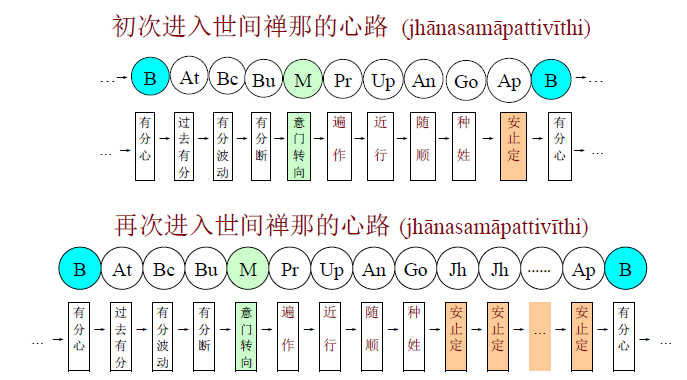 初次进入世间禅那的心路 (jhānasamāpattivīthi)
… B At Bc Bu M Pr Up An Go Ap B …
… 有分心 过去有分 有分波动 有分断 意门转向 遍作 近行 随顺 种姓 安止定 有分心 …
再次进入世间禅那的心路 (jhānasamāpattivīthi)
B At Bc Bu M Pr Up An Go Jh Jh …… Ap B
… 有分心 过去有分 有分波动 有分断 意门转向 遍作 近行 随顺 种姓 安止定 安止定 … 安止定 有分心 …